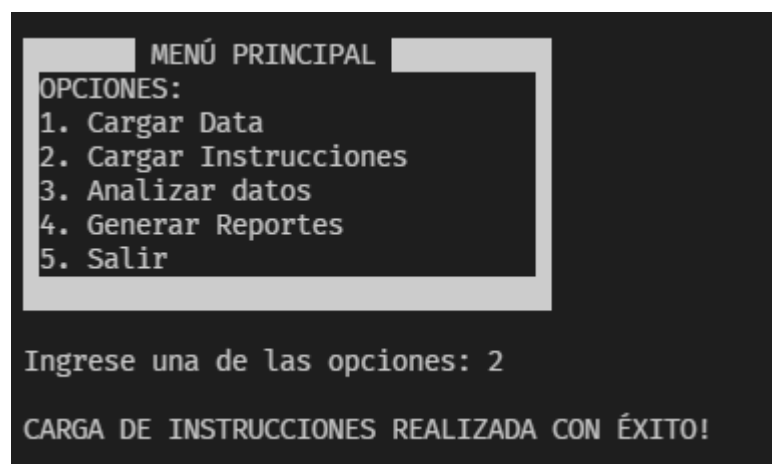 MENÚ PRINCIPAL
OPCIONES:
1. Cargar Data
2. Cargar Instrucciones
3. Analizar datos
4. Generar Reportes
5. Salir
Ingrese una de las opciones: 2
CARGA DE INSTRUCCIONES REALIZADA CON ÉXITO!